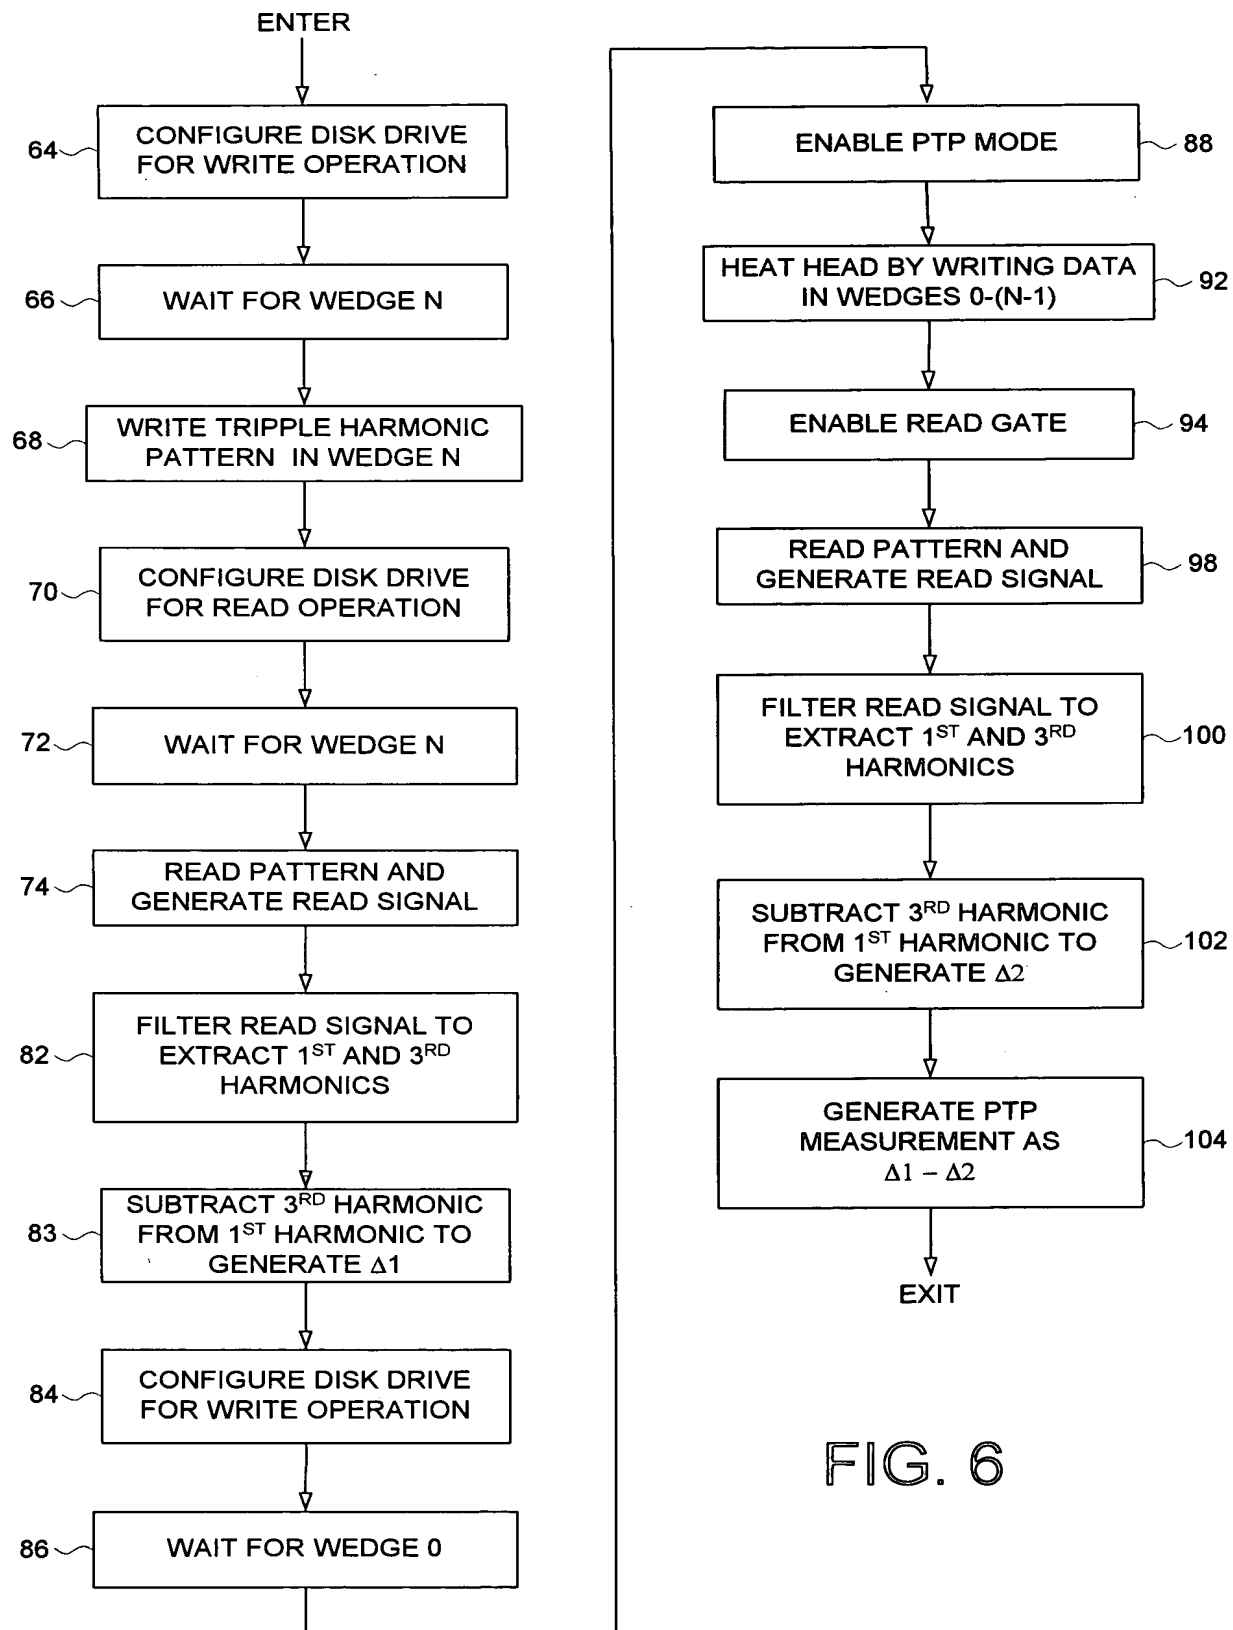 ENTER
64
CONFIGURE DISK DRIVE
FOR WRITE OPERATION
66
WAIT FOR WEDGE N
68
WRITE TRIPPLE HARMONIC
PATTERN IN WEDGE N
70
CONFIGURE DISK DRIVE
FOR READ OPERATION
72
WAIT FOR WEDGE N
74
READ PATTERN AND
GENERATE READ SIGNAL
82
FILTER READ SIGNAL TO
EXTRACT 1ST AND 3RD
HARMONICS
83
SUBTRACT 3RD HARMONIC
FROM 1ST HARMONIC TO
GENERATE Δ1
84
CONFIGURE DISK DRIVE
FOR WRITE OPERATION
86
WAIT FOR WEDGE 0
ENABLE PTP MODE
88
HEAT HEAD BY WRITING DATA
IN WEDGES 0-(N-1)
92
ENABLE READ GATE
94
READ PATTERN AND
GENERATE READ SIGNAL
98
FILTER READ SIGNAL TO
EXTRACT 1ST AND 3RD
HARMONICS
100
SUBTRACT 3RD HARMONIC
FROM 1ST HARMONIC TO
GENERATE Δ2
102
GENERATE PTP
MEASUREMENT AS
Δ1 – Δ2
104
EXIT
FIG. 6